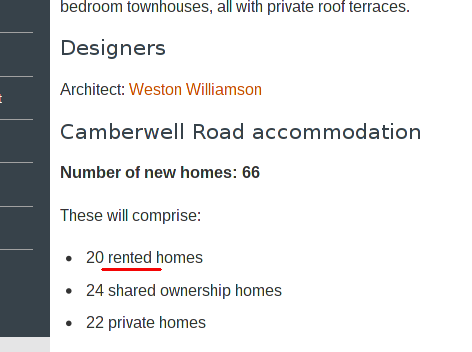 bedroom townhouses, all with private roof terraces.
Designers
Architect: Weston Williamson
Camberwell Road accommodation
Number of new homes: 66
These will comprise:
20 rented homes
24 shared ownership homes
22 private homes